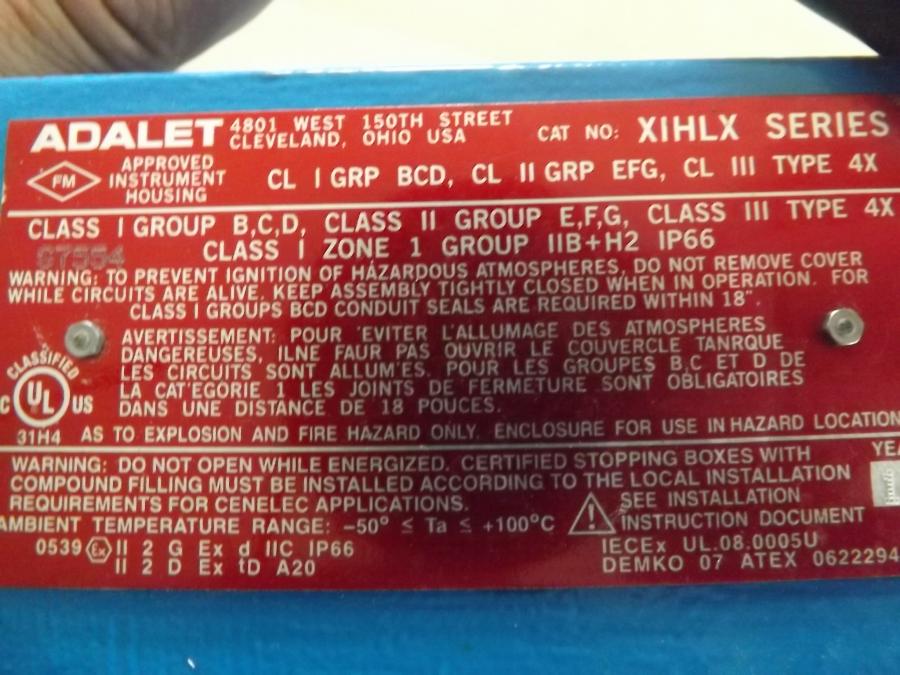 ADALET 4801 WEST 150TH STREET CLEVELAND, OHIO USA CAT NO: XIHLX SERIES
FM APPROVED INSTRUMENT HOUSING CL I GRP BCD, CL II GRP EFG, CL III TYPE 4X
CLASS I GROUP B,C,D, CLASS II GROUP E,F,G, CLASS III TYPE 4X
CLASS I ZONE 1 GROUP IIB+H2 IP66
WARNING: TO PREVENT IGNITION OF HAZARDOUS ATMOSPHERES, DO NOT REMOVE COVER
WHILE CIRCUITS ARE ALIVE. KEEP ASSEMBLY TIGHTLY CLOSED WHEN IN OPERATION. FOR
CLASS I GROUPS BCD CONDUIT SEALS ARE REQUIRED WITHIN 18".
AVERTISSEMENT: POUR 'EVITER L'ALLUMAGE DES ATMOSPHERES
DANGEREUSES, ILNE FAUR PAS OUVRIR LE COUVERCLE TANRQUE
LES CIRCUITS SONT ALLUM'ES. POUR LES GROUPES B,C ET D DE
LA CAT'EGORIE 1 LES JOINTS DE FERMETURE SONT OBLIGATOIRES
DANS UNE DISTANCE DE 18 POUCES.
CLASSIFIED
C UL US
31H4 AS TO EXPLOSION AND FIRE HAZARD ONLY. ENCLOSURE FOR USE IN HAZARD LOCATION
WARNING: DO NOT OPEN WHILE ENERGIZED. CERTIFIED STOPPING BOXES WITH
COMPOUND FILLING MUST BE INSTALLED ACCORDING TO THE LOCAL INSTALLATION
REQUIREMENTS FOR CENELEC APPLICATIONS.
AMBIENT TEMPERATURE RANGE: -50° ≤ Ta ≤ +100°C
SEE INSTALLATION
INSTRUCTION DOCUMENT
0539 Ex II 2 G Ex d IIC IP66
II 2 D Ex tD A20
IECEx UL.08.0005U
DEMKO 07 ATEX 0622294